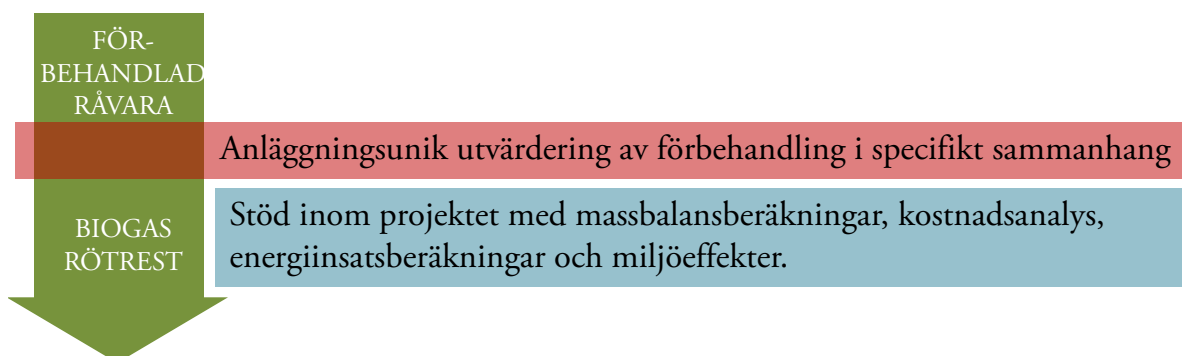 FÖR-
BEHANDLAD
RÅVARA
Anläggningsunik utvärdering av förbehandling i specifikt sammanhang
BIOGAS
RÖTREST
Stöd inom projektet med massbalansberäkningar, kostnadsanalys,
energiinsatsberäkningar och miljöeffekter.